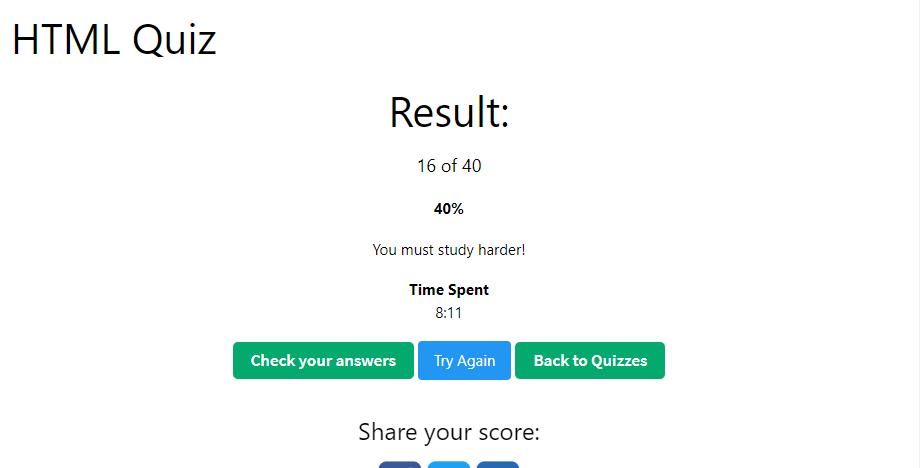 HTML Quiz
Result:
16 of 40
40%
You must study harder!
Time Spent
8:11
Check your answers Try Again Back to Quizzes
Share your score: